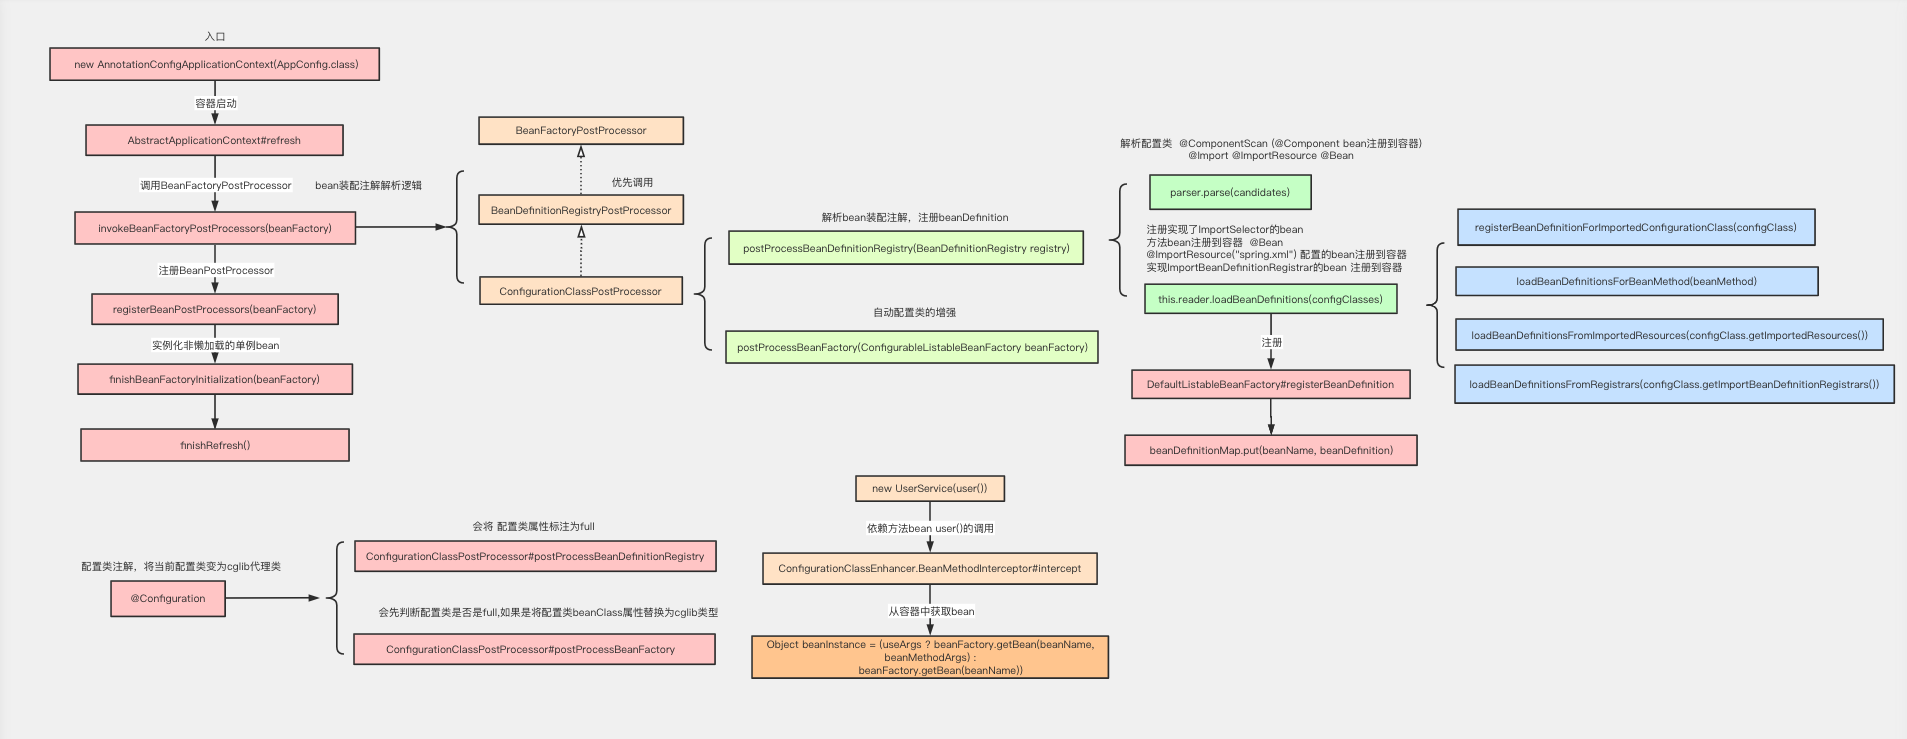 入口
new AnnotationConfigApplicationContext(AppConfig.class)
容器启动
AbstractApplicationContext#refresh
调用BeanFactoryPostProcessor
bean装配注解解析逻辑
invokeBeanFactoryPostProcessors(beanFactory)
注册BeanPostProcessor
registerBeanPostProcessors(beanFactory)
实例化非懒加载的单例bean
finishBeanFactoryInitialization(beanFactory)
finishRefresh()
BeanFactoryPostProcessor
优先调用
BeanDefinitionRegistryPostProcessor
ConfigurationClassPostProcessor
解析bean装配注解，注册beanDefinition
postProcessBeanDefinitionRegistry(BeanDefinitionRegistry registry)
自动配置类的增强
postProcessBeanFactory(ConfigurableListableBeanFactory beanFactory)
解析配置类 @ComponentScan (@Component bean注册到容器)
@Import @ImportResource @Bean
parser.parse(candidates)
注册实现了ImportSelector的bean
方法bean注册到容器 @Bean
@ImportResource("spring.xml") 配置的bean注册到容器
实现ImportBeanDefinitionRegistrar的bean 注册到容器
this.reader.loadBeanDefinitions(configClasses)
注册
DefaultListableBeanFactory#registerBeanDefinition
beanDefinitionMap.put(beanName, beanDefinition)
registerBeanDefinitionForImportedConfigurationClass(configClass)
loadBeanDefinitionsForBeanMethod(beanMethod)
loadBeanDefinitionsFromImportedResources(configClass.getImportedResources())
loadBeanDefinitionsFromRegistrars(configClass.getImportBeanDefinitionRegistrars())
配置类注解，将当前配置类变为cglib代理类
@Configuration
会将 配置类属性标注为full
ConfigurationClassPostProcessor#postProcessBeanDefinitionRegistry
会先判断配置类是否是full,如果是将配置类beanClass属性替换为cglib类型
ConfigurationClassPostProcessor#postProcessBeanFactory
new UserService(user())
依赖方法bean user()的调用
ConfigurationClassEnhancer.BeanMethodInterceptor#intercept
从容器中获取bean
Object beanInstance = (useArgs ? beanFactory.getBean(beanName,
beanMethodArgs) :
beanFactory.getBean(beanName))